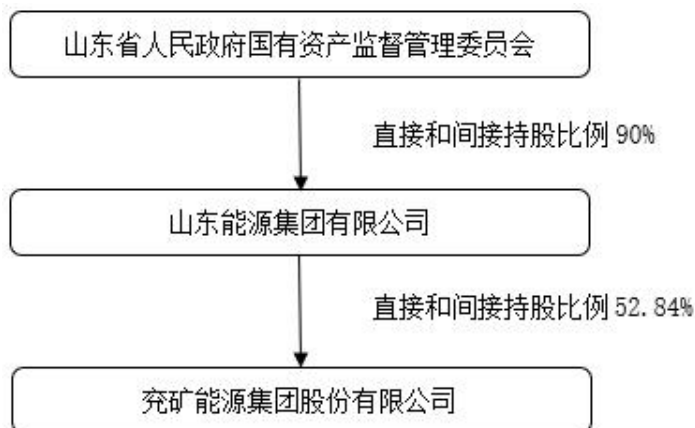 山东省人民政府国有资产监督管理委员会
直接和间接持股比例 90%
山东能源集团有限公司
直接和间接持股比例 52.84%
兖矿能源集团股份有限公司